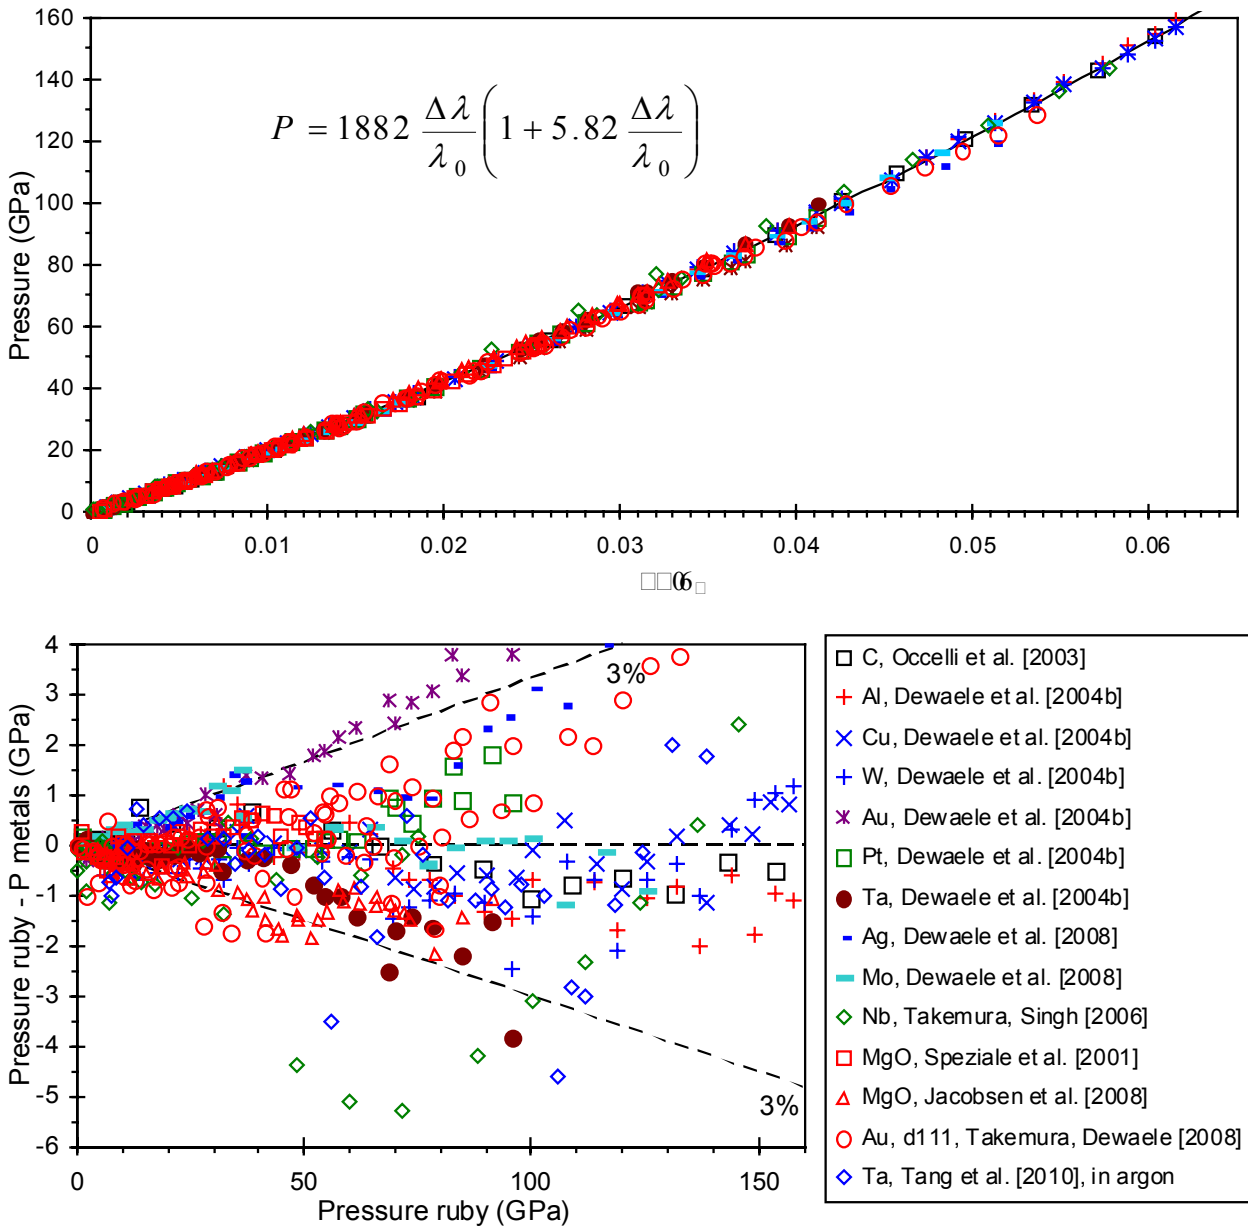 160
140
120
100
80
60
40
20
0
Pressure (GPa)
P = 1882 Δλ/λ0 (1 + 5.82 Δλ/λ0)
0 0.01 0.02 0.03 0.04 0.05 0.06
4
3
2
1
0
-1
-2
-3
-4
-5
-6
Pressure ruby - P metals (GPa)
3%
3%
0 50 100 150
Pressure ruby (GPa)
C, Occelli et al. [2003]
Al, Dewaele et al. [2004b]
Cu, Dewaele et al. [2004b]
W, Dewaele et al. [2004b]
Au, Dewaele et al. [2004b]
Pt, Dewaele et al. [2004b]
Ta, Dewaele et al. [2004b]
Ag, Dewaele et al. [2008]
Mo, Dewaele et al. [2008]
Nb, Takemura, Singh [2006]
MgO, Speziale et al. [2001]
MgO, Jacobsen et al. [2008]
Au, d111, Takemura, Dewaele [2008]
Ta, Tang et al. [2010], in argon